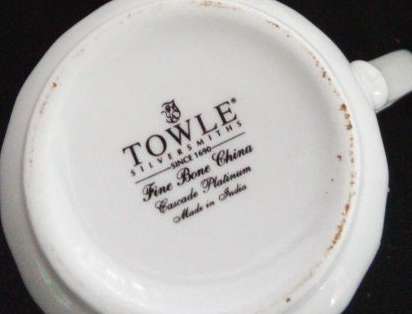 TOWLE®
SILVERSMITHS
SINCE 1690
Fine Bone China
Cascade Platinum
Made in India